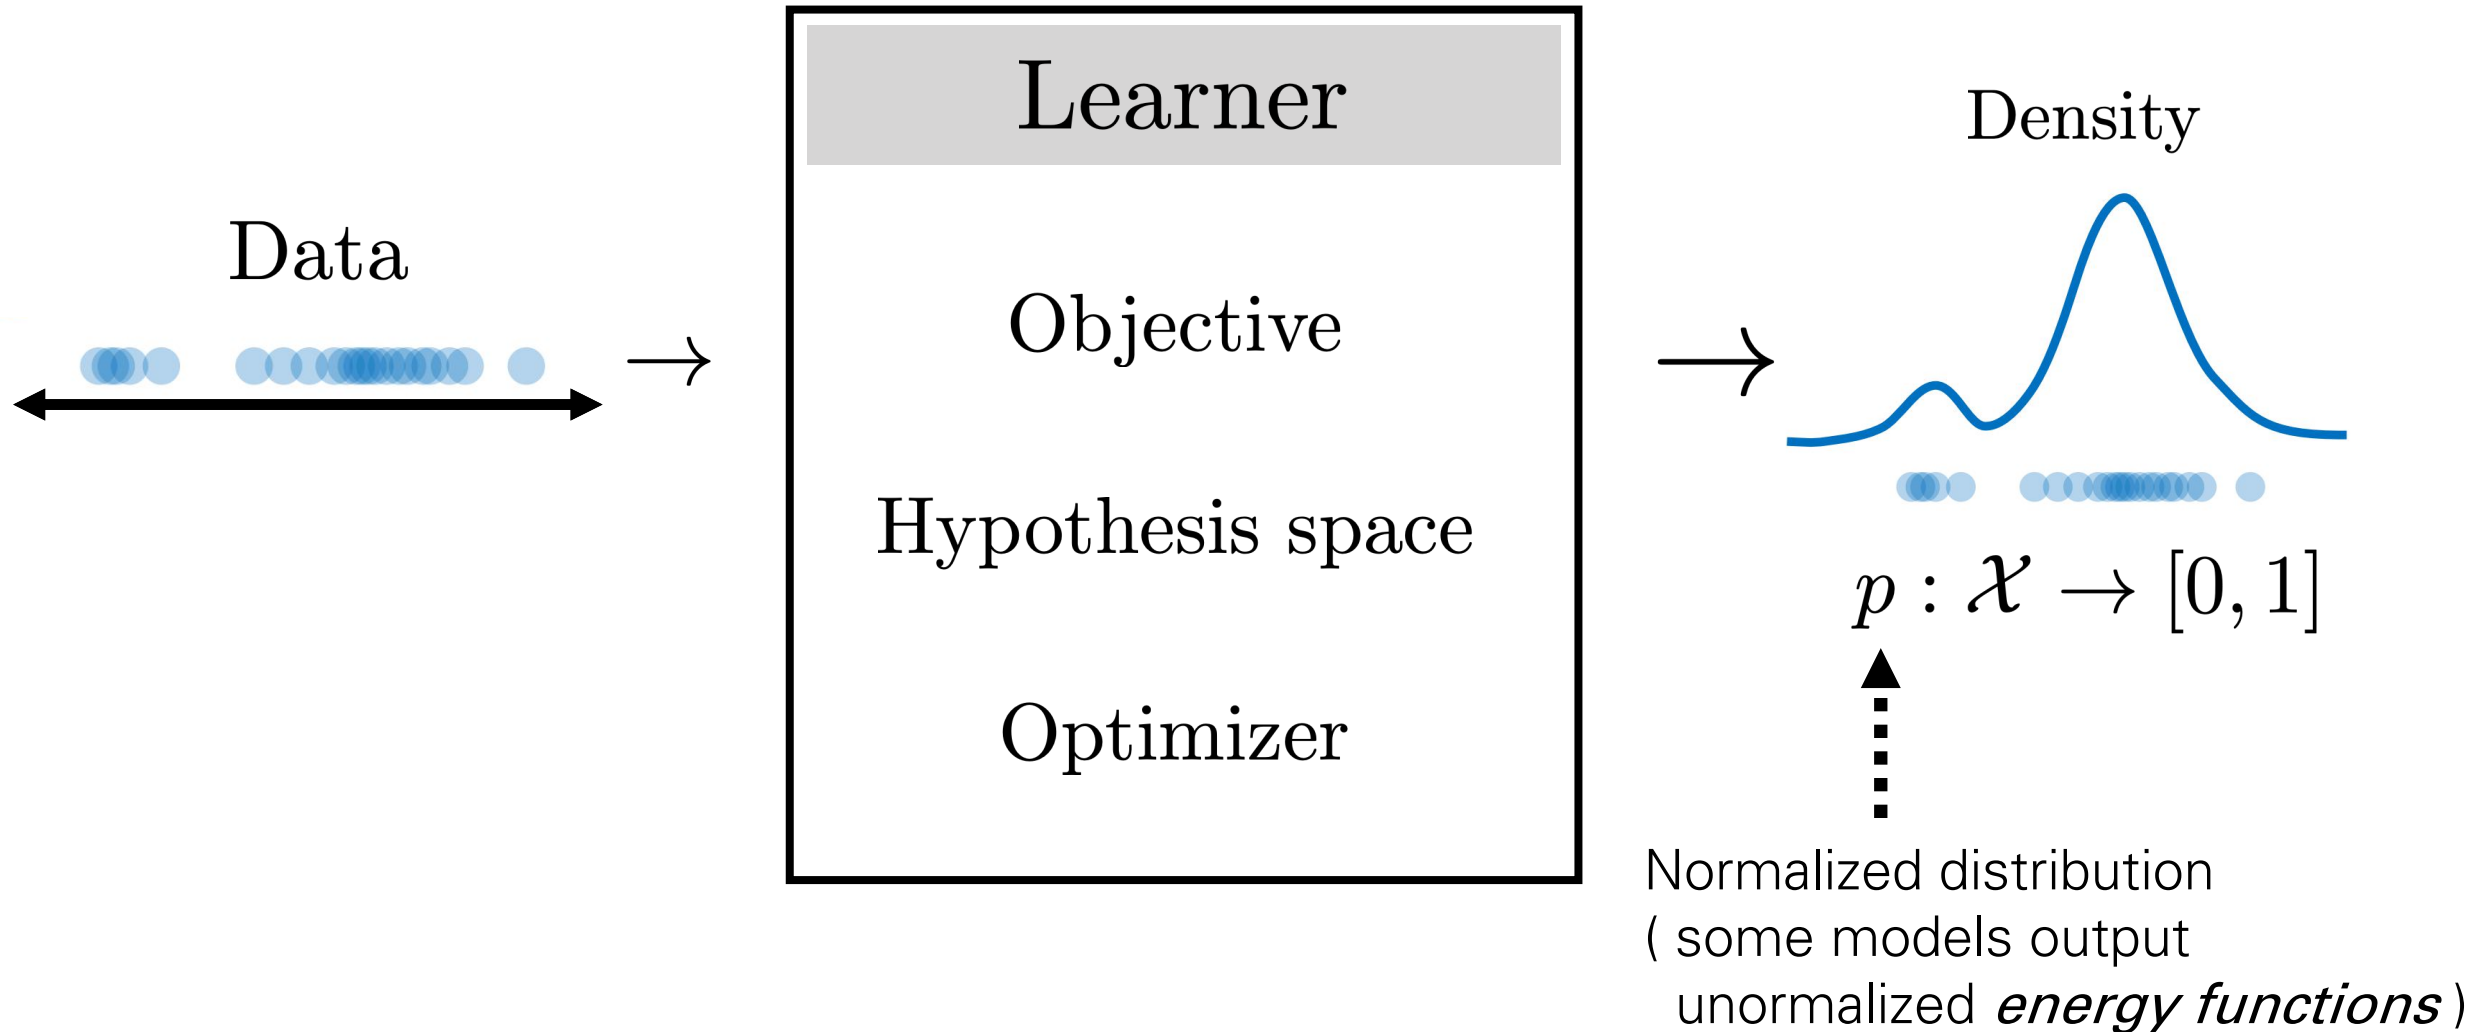 Data
→
Learner
Objective
Hypothesis space
Optimizer
→
Density
p : 𝒳 → [0, 1]
Normalized distribution
( some models output
unormalized energy functions )